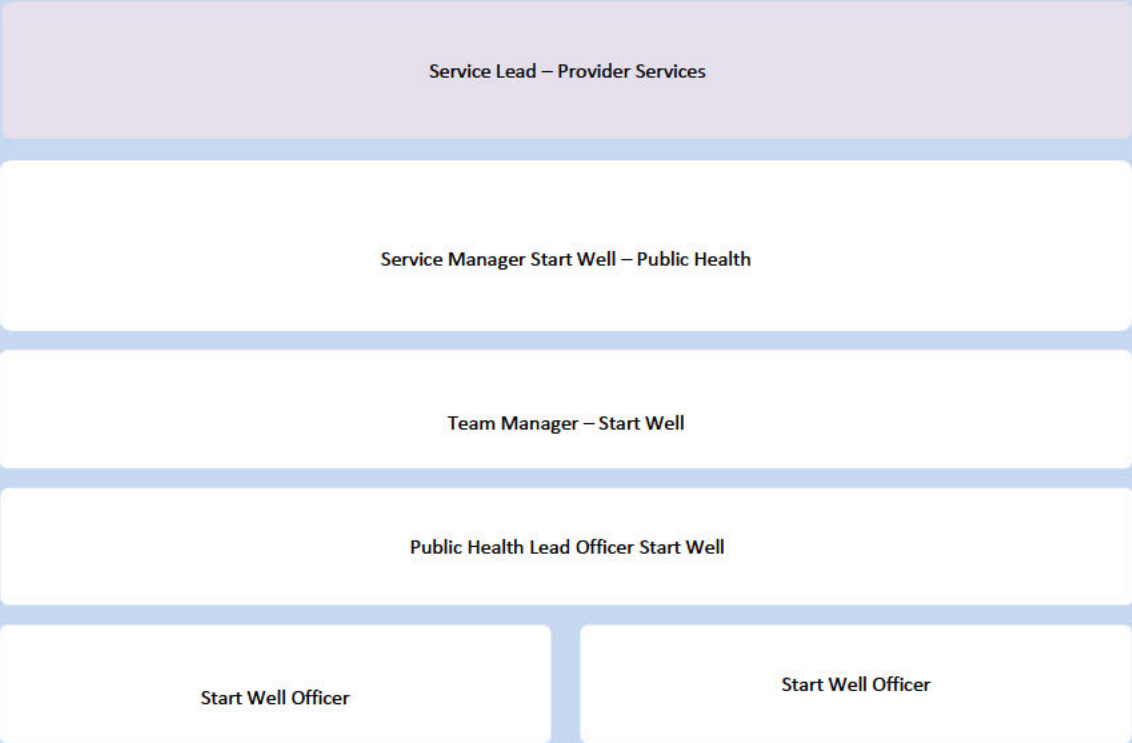 Service Lead – Provider Services
Service Manager Start Well – Public Health
Team Manager – Start Well
Public Health Lead Officer Start Well
Start Well Officer
Start Well Officer